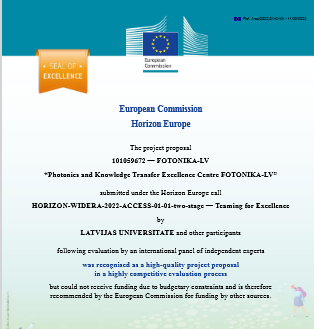 SEAL OF
EXCELLENCE
European
Commission
European Commission
Horizon Europe
The project proposal
101059672 — FOTONIKA-LV
“Photonics and Knowledge Transfer Excellence Centre FOTONIKA-LV”
submitted under the Horizon Europe call
HORIZON-WIDERA-2022-ACCESS-01-01-two-stage — Teaming for Excellence
by
LATVIJAS UNIVERSITATE and other participants
following evaluation by an international panel of independent experts
was recognised as a high-quality project proposal
in a highly competitive evaluation process
but could not receive funding due to budgetary constraints and is therefore
recommended by the European Commission for funding by other sources.